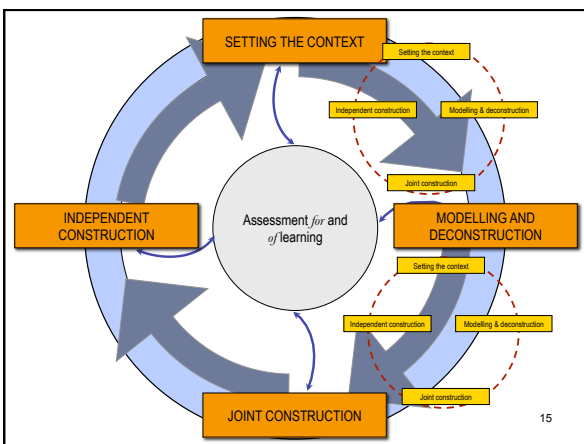 SETTING THE CONTEXT
Setting the context
Independent construction
Modelling & deconstruction
Joint construction
INDEPENDENT
CONSTRUCTION
Assessment for and
of learning
MODELLING AND
DECONSTRUCTION
Setting the context
Independent construction
Modelling & deconstruction
Joint construction
JOINT CONSTRUCTION
15